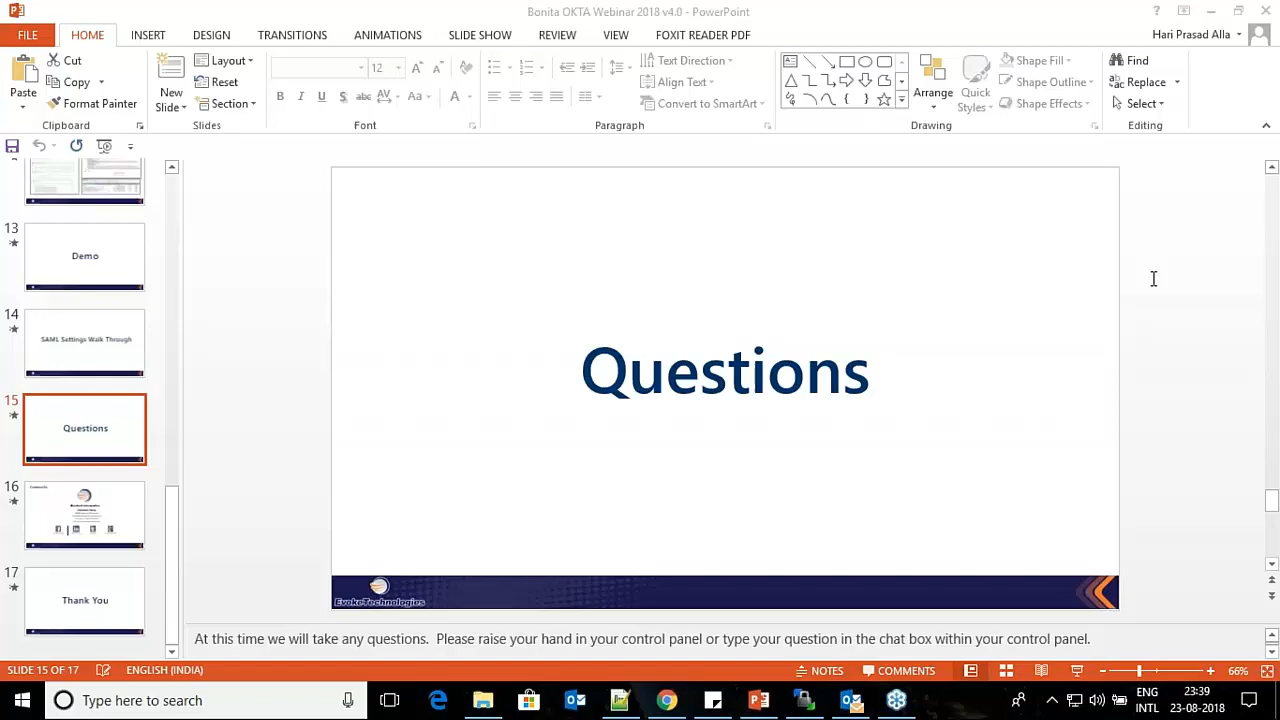 Bonita OKTA Webinar 2018 v4.0 - PowerPoint
FILE HOME INSERT DESIGN TRANSITIONS ANIMATIONS SLIDE SHOW REVIEW VIEW FOXIT READER PDF Hari Prasad Alla
Cut Layout 12 Text Direction Shape Fill Find
Copy Reset Align Text Shape Outline Replace
Paste Format Painter New Slide Section B I U S abc AV Aa A Convert to SmartArt Arrange Quick Styles Shape Effects Select
Clipboard Slides Font Paragraph Drawing Editing
13
Demo
14
SAML Settings Walk Through
15
Questions
16
17
Thank You
Questions
EvokeTechnologies
At this time we will take any questions.  Please raise your hand in your control panel or type your question in the chat box within your control panel.
SLIDE 15 OF 17 ENGLISH (INDIA) NOTES COMMENTS 66%
Type here to search
ENG 23:39
INTL 23-08-2018